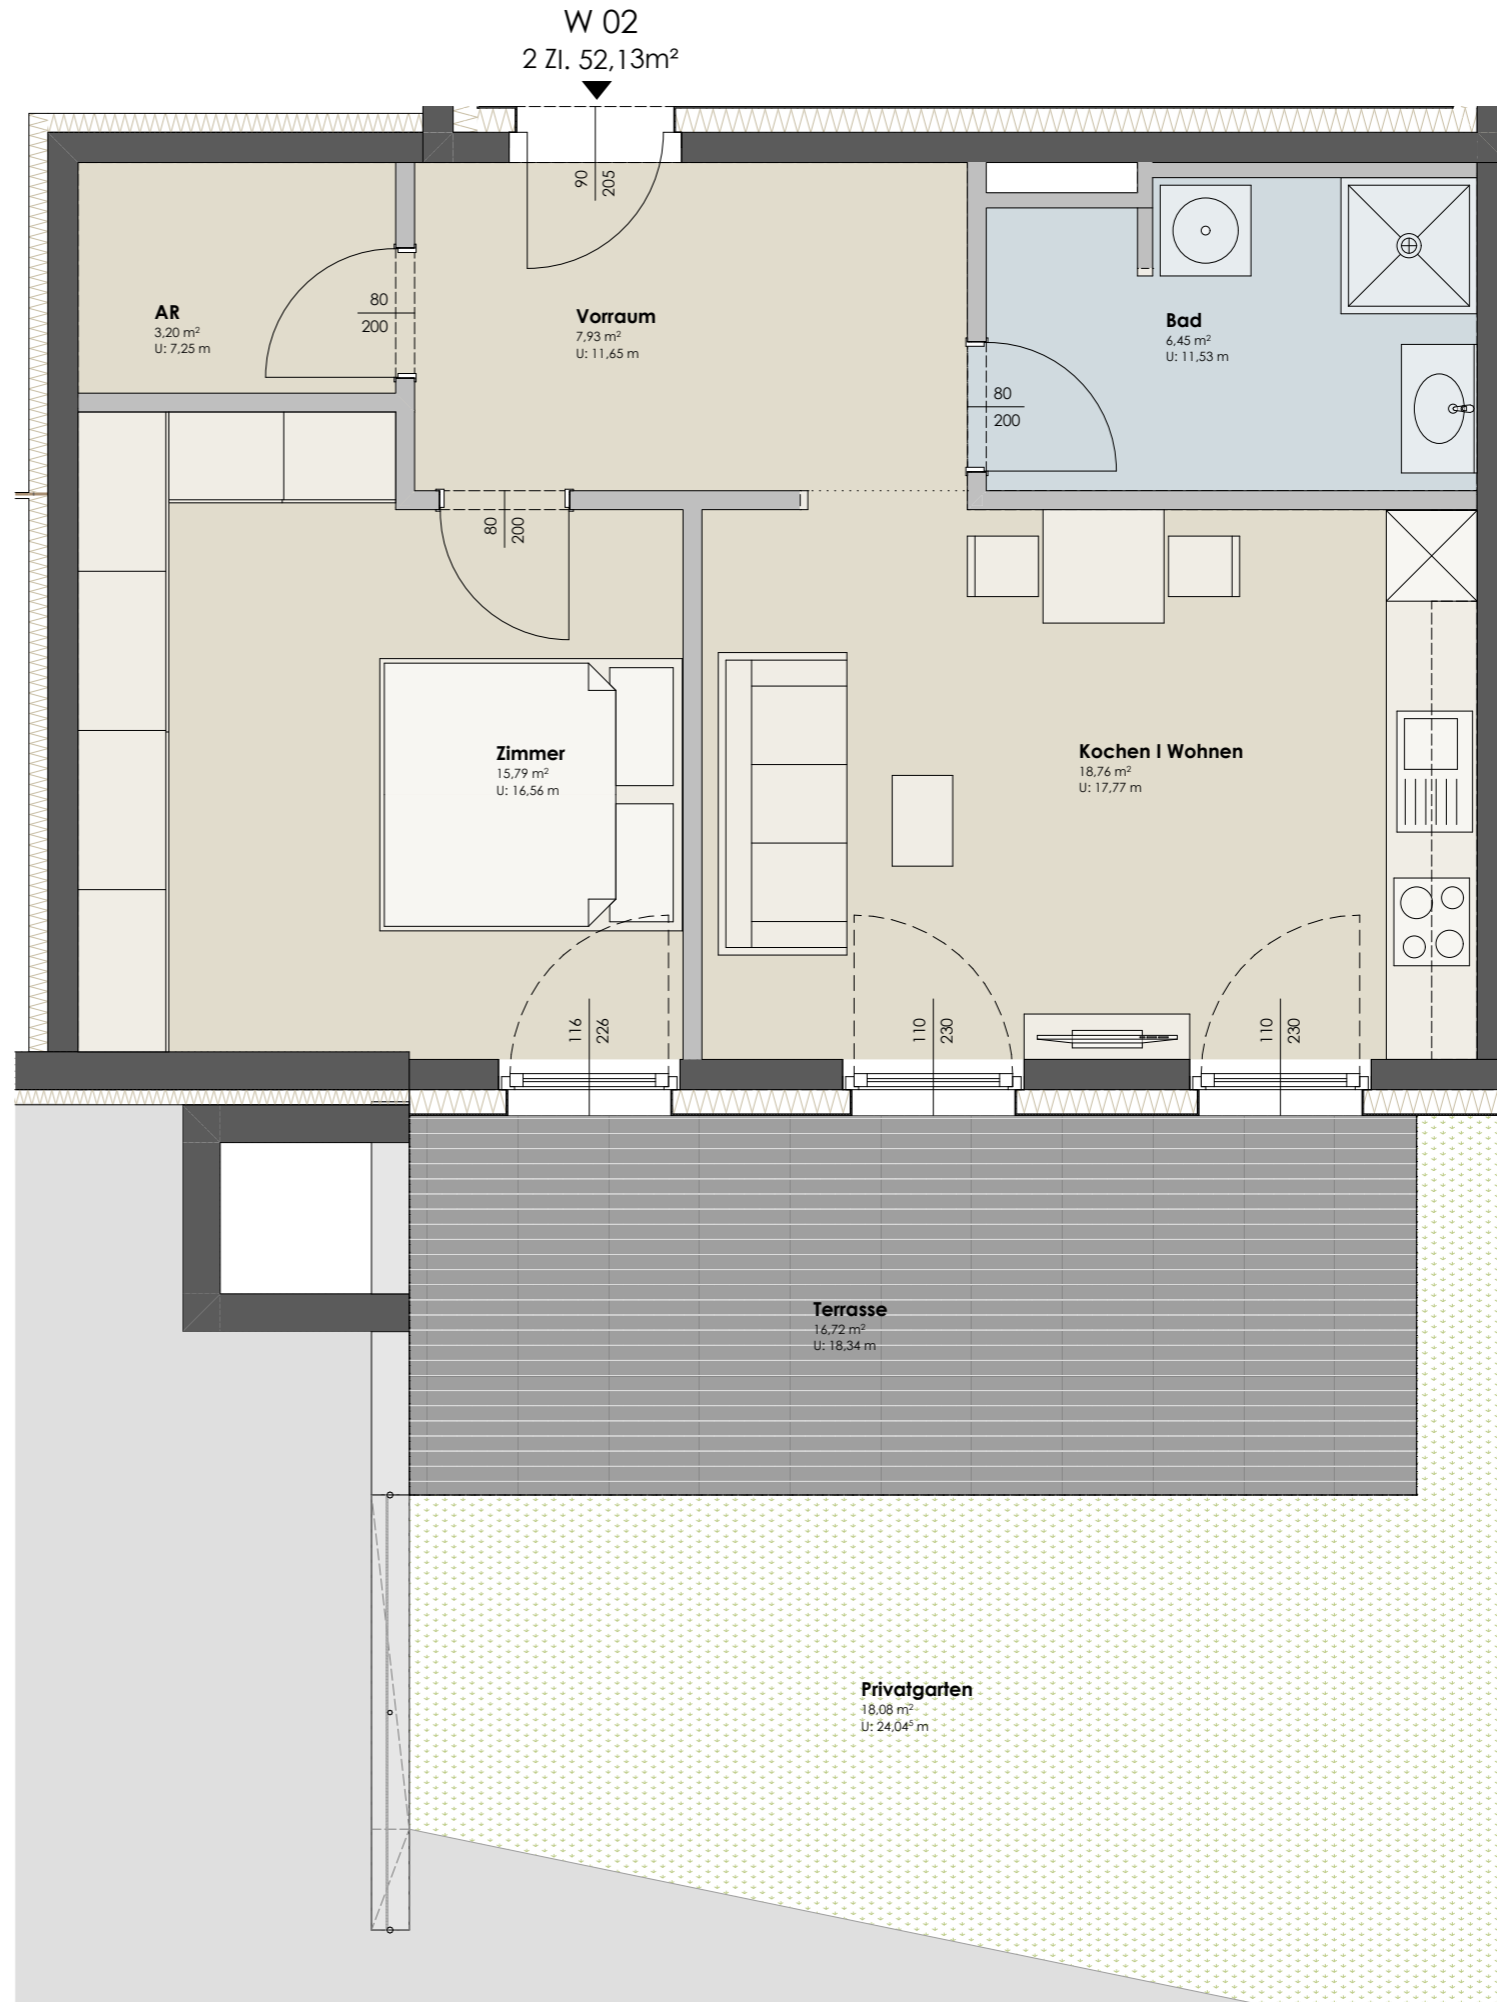 W 02
2 ZI. 52,13m²
90
205
AR
3,20 m²
U: 7,25 m
80
200
Vorraum
7,93 m²
U: 11,65 m
Bad
6,45 m²
U: 11,53 m
80
200
80
200
Zimmer
15,79 m²
U: 16,56 m
Kochen I Wohnen
18,76 m²
U: 17,77 m
116
226
110
230
110
230
Terrasse
16,72 m²
U: 18,34 m
Privatgarten
18,08 m²
U: 24,04⁵ m